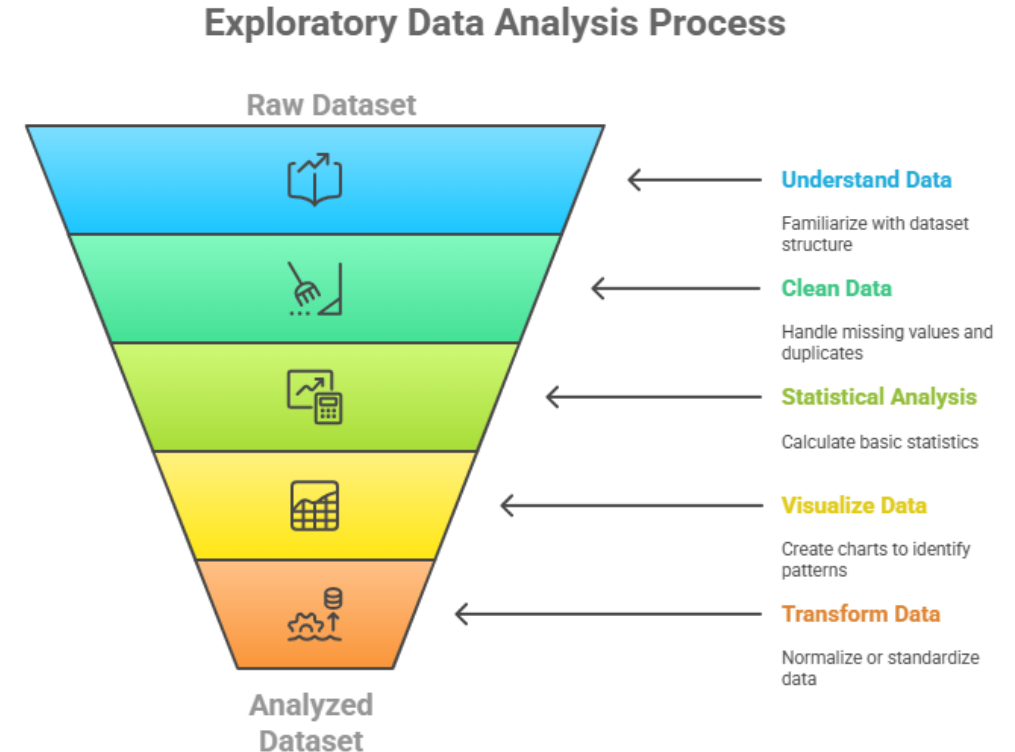 Exploratory Data Analysis Process
Raw Dataset
Understand Data
Familiarize with dataset
structure
Clean Data
Handle missing values and
duplicates
Statistical Analysis
Calculate basic statistics
Visualize Data
Create charts to identify
patterns
Transform Data
Normalize or standardize
data
Analyzed
Dataset